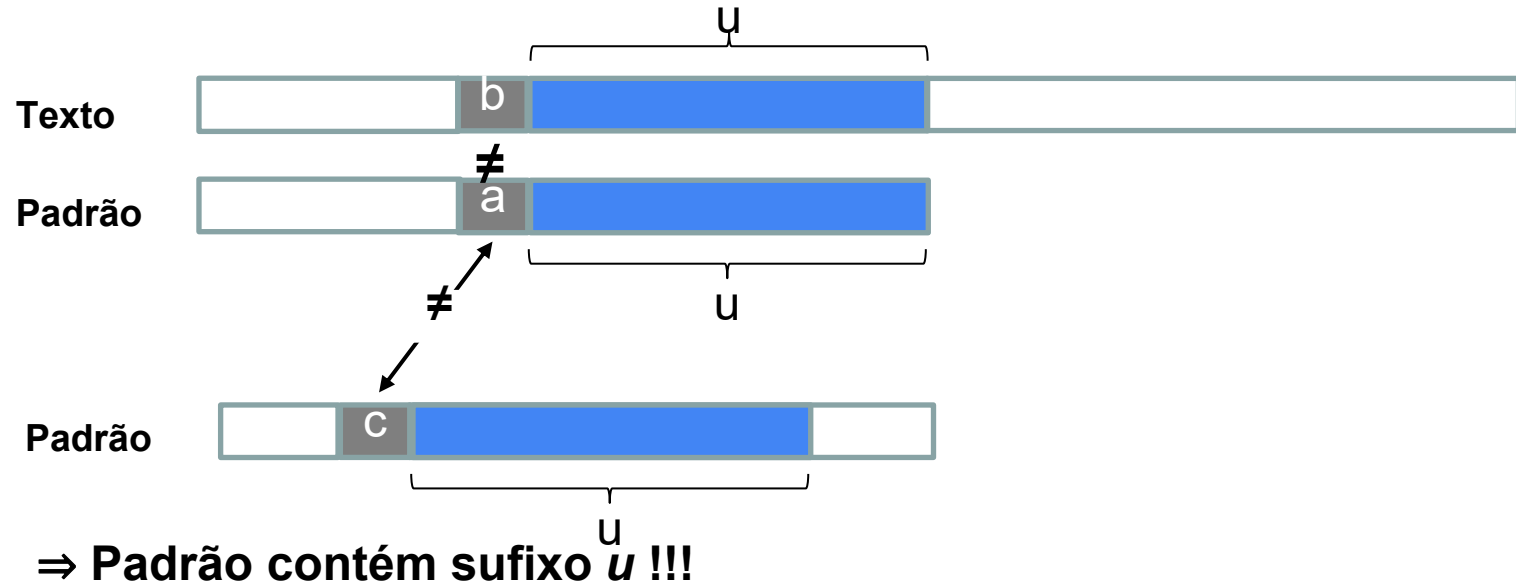 u
Texto b
≠
Padrão a
≠ u
Padrão c
u
⇒ Padrão contém sufixo u !!!